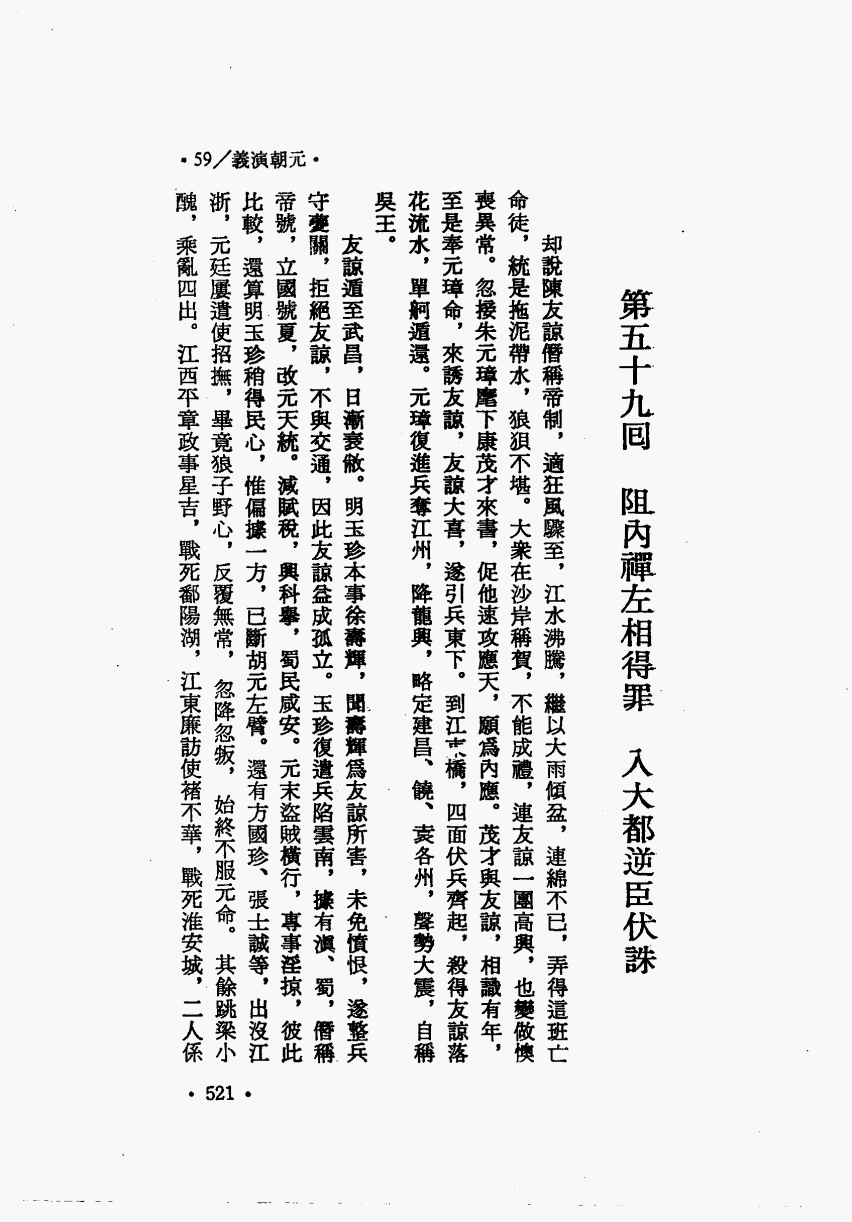 ・59／義演朝元・
第五十九回　阻內禪左相得罪　入大都逆臣伏誅
却說陳友諒僭稱帝制，適狂風驟至，江水沸騰，繼以大雨傾盆，連綿不已，弄得這班亡
命徒，統是拖泥帶水，狼狽不堪。大衆在沙岸稱賀，不能成禮，連友諒一團高興，也變做懊
喪異常。忽接朱元璋麾下康茂才來書，促他速攻應天，願爲內應。茂才與友諒，相識有年，
至是奉元璋命，來誘友諒，友諒大喜，遂引兵東下。到江東橋，四面伏兵齊起，殺得友諒落
花流水，單舸遁還。元璋復進兵奪江州，降龍興，略定建昌、饒、袁各州，聲勢大震，自稱
吳王。
友諒遁至武昌，日漸衰敝。明玉珍本事徐壽輝，聞壽輝爲友諒所害，未免憤恨，遂整兵
守夔關，拒絕友諒，不與交通，因此友諒益成孤立。玉珍復遣兵陷雲南，據有滇、蜀，僭稱
帝號，立國號夏，改元天統。減賦稅，興科舉，蜀民咸安。元末盜賊橫行，專事淫掠，彼此
比較，還算明玉珍稍得民心，惟偏據一方，已斷胡元左臂。還有方國珍、張士誠等，出沒江
浙，元廷屢遣使招撫，畢竟狼子野心，反覆無常，忽降忽叛，始終不服元命。其餘跳梁小
醜，乘亂四出。江西平章政事星吉，戰死鄱陽湖，江東廉訪使褚不華，戰死淮安城，二人係
・521・